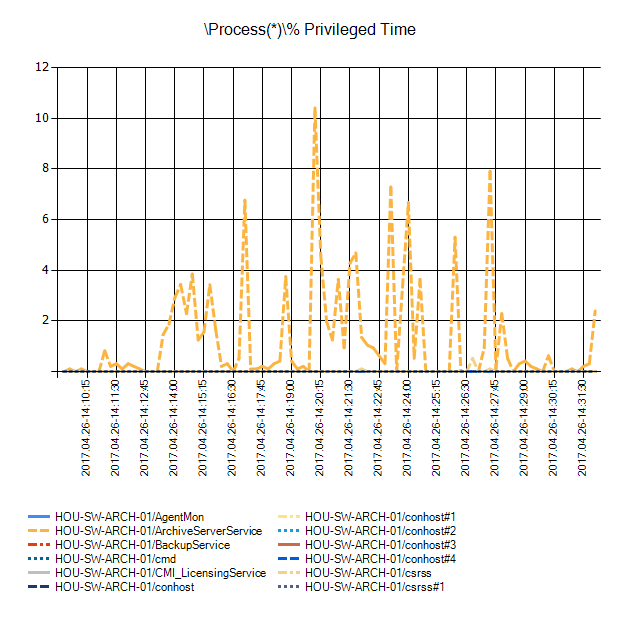 \Process(*)\% Privileged Time
12
10
8
6
4
2
2017.04.26-14:10:15
2017.04.26-14:11:30
2017.04.26-14:12:45
2017.04.26-14:14:00
2017.04.26-14:15:15
2017.04.26-14:16:30
2017.04.26-14:17:45
2017.04.26-14:19:00
2017.04.26-14:20:15
2017.04.26-14:21:30
2017.04.26-14:22:45
2017.04.26-14:24:00
2017.04.26-14:25:15
2017.04.26-14:26:30
2017.04.26-14:27:45
2017.04.26-14:29:00
2017.04.26-14:30:15
2017.04.26-14:31:30
HOU-SW-ARCH-01/AgentMon
HOU-SW-ARCH-01/ArchiveServerService
HOU-SW-ARCH-01/BackupService
HOU-SW-ARCH-01/cmd
HOU-SW-ARCH-01/CMI_LicensingService
HOU-SW-ARCH-01/conhost
HOU-SW-ARCH-01/conhost#1
HOU-SW-ARCH-01/conhost#2
HOU-SW-ARCH-01/conhost#3
HOU-SW-ARCH-01/conhost#4
HOU-SW-ARCH-01/csrss
HOU-SW-ARCH-01/csrss#1